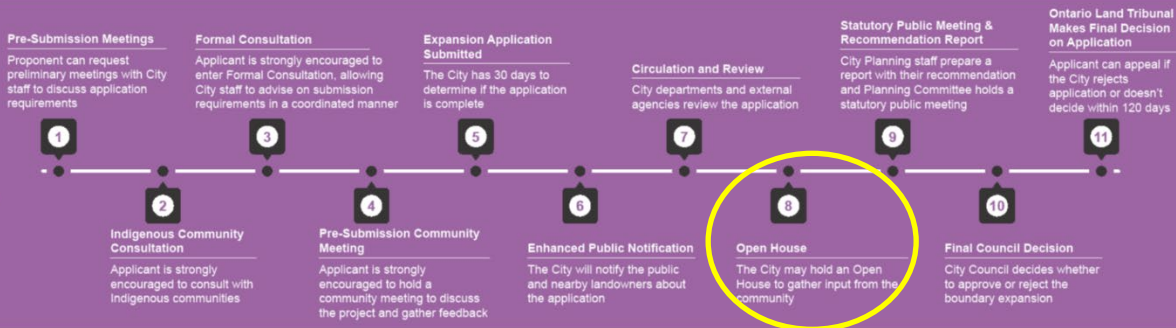 Pre-Submission Meetings
Proponent can request
preliminary meetings with City
staff to discuss application
requirements
1
2
Indigenous Community
Consultation
Applicant is strongly
encouraged to consult with
Indigenous communities
Formal Consultation
Applicant is strongly encouraged to
enter Formal Consultation, allowing
City staff to advise on submission
requirements in a coordinated manner
3
4
Pre-Submission Community
Meeting
Applicant is strongly
encouraged to hold a
community meeting to discuss
the project and gather feedback
Expansion Application
Submitted
The City has 30 days to
determine if the application
is complete
5
6
Enhanced Public Notification
The City will notify the public
and nearby landowners about
the application
Circulation and Review
City departments and external
agencies review the application
7
8
Open House
The City may hold an Open
House to gather input from the
community
Statutory Public Meeting &
Recommendation Report
City Planning staff prepare a
report with their recommendation
and Planning Committee holds a
statutory public meeting
9
10
Final Council Decision
City Council decides whether
to approve or reject the
boundary expansion
Ontario Land Tribunal
Makes Final Decision
on Application
Applicant can appeal if
the City rejects
application or doesn't
decide within 120 days
11